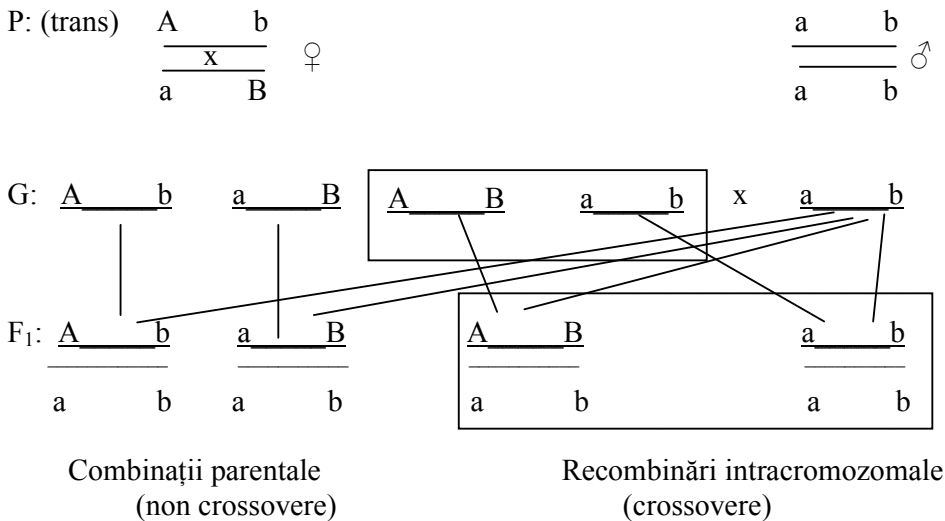 P: (trans) A b a b
x ♀ ♂
a B a b
G: A b a B A B a b x a b
F₁: A b a B A B a b
a b a b a b a b
Combinații parentale Recombinări intracromozomale
(non crossovere) (crossovere)